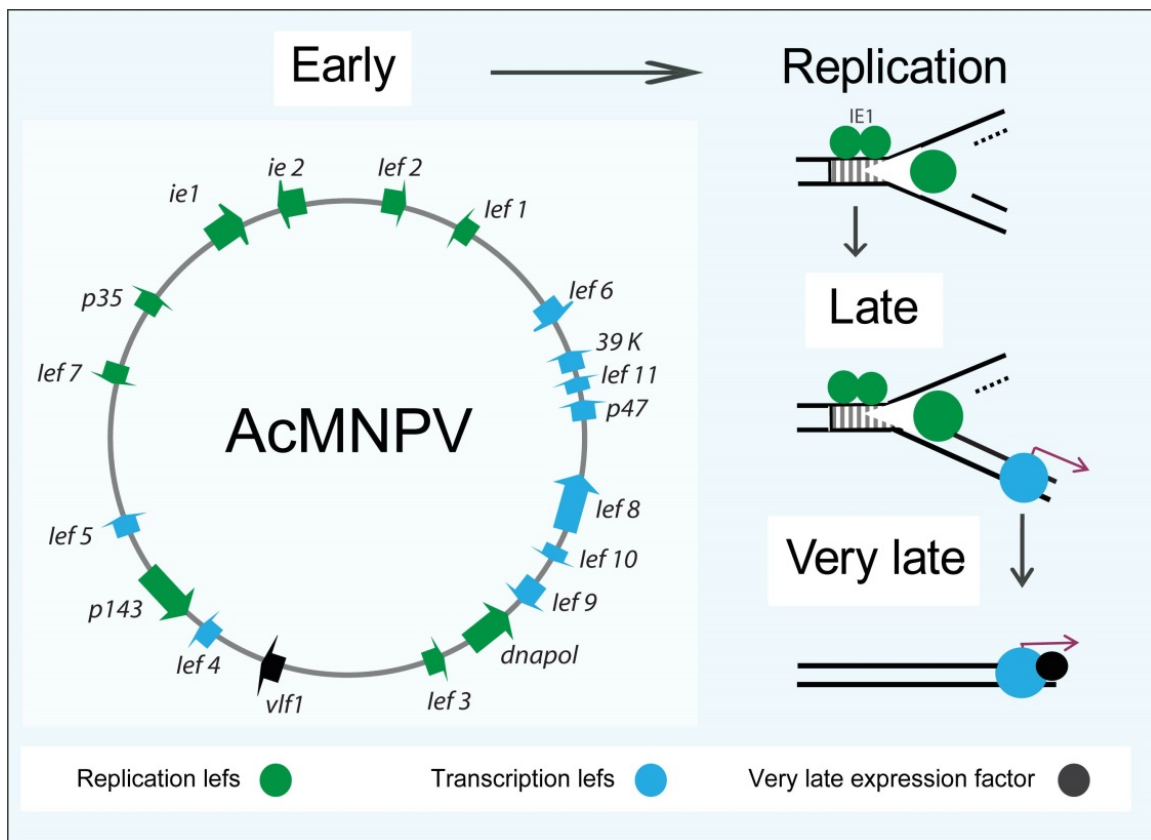 Early
Replication
IE1
ie1
ie 2
lef 2
lef 1
p35
lef 6
39 K
lef 7
lef 11
p47
AcMNPV
Late
lef 5
lef 8
lef 10
Very late
p143
lef 9
lef 4
dnapol
vlf1
lef 3
Replication lefs
Transcription lefs
Very late expression factor